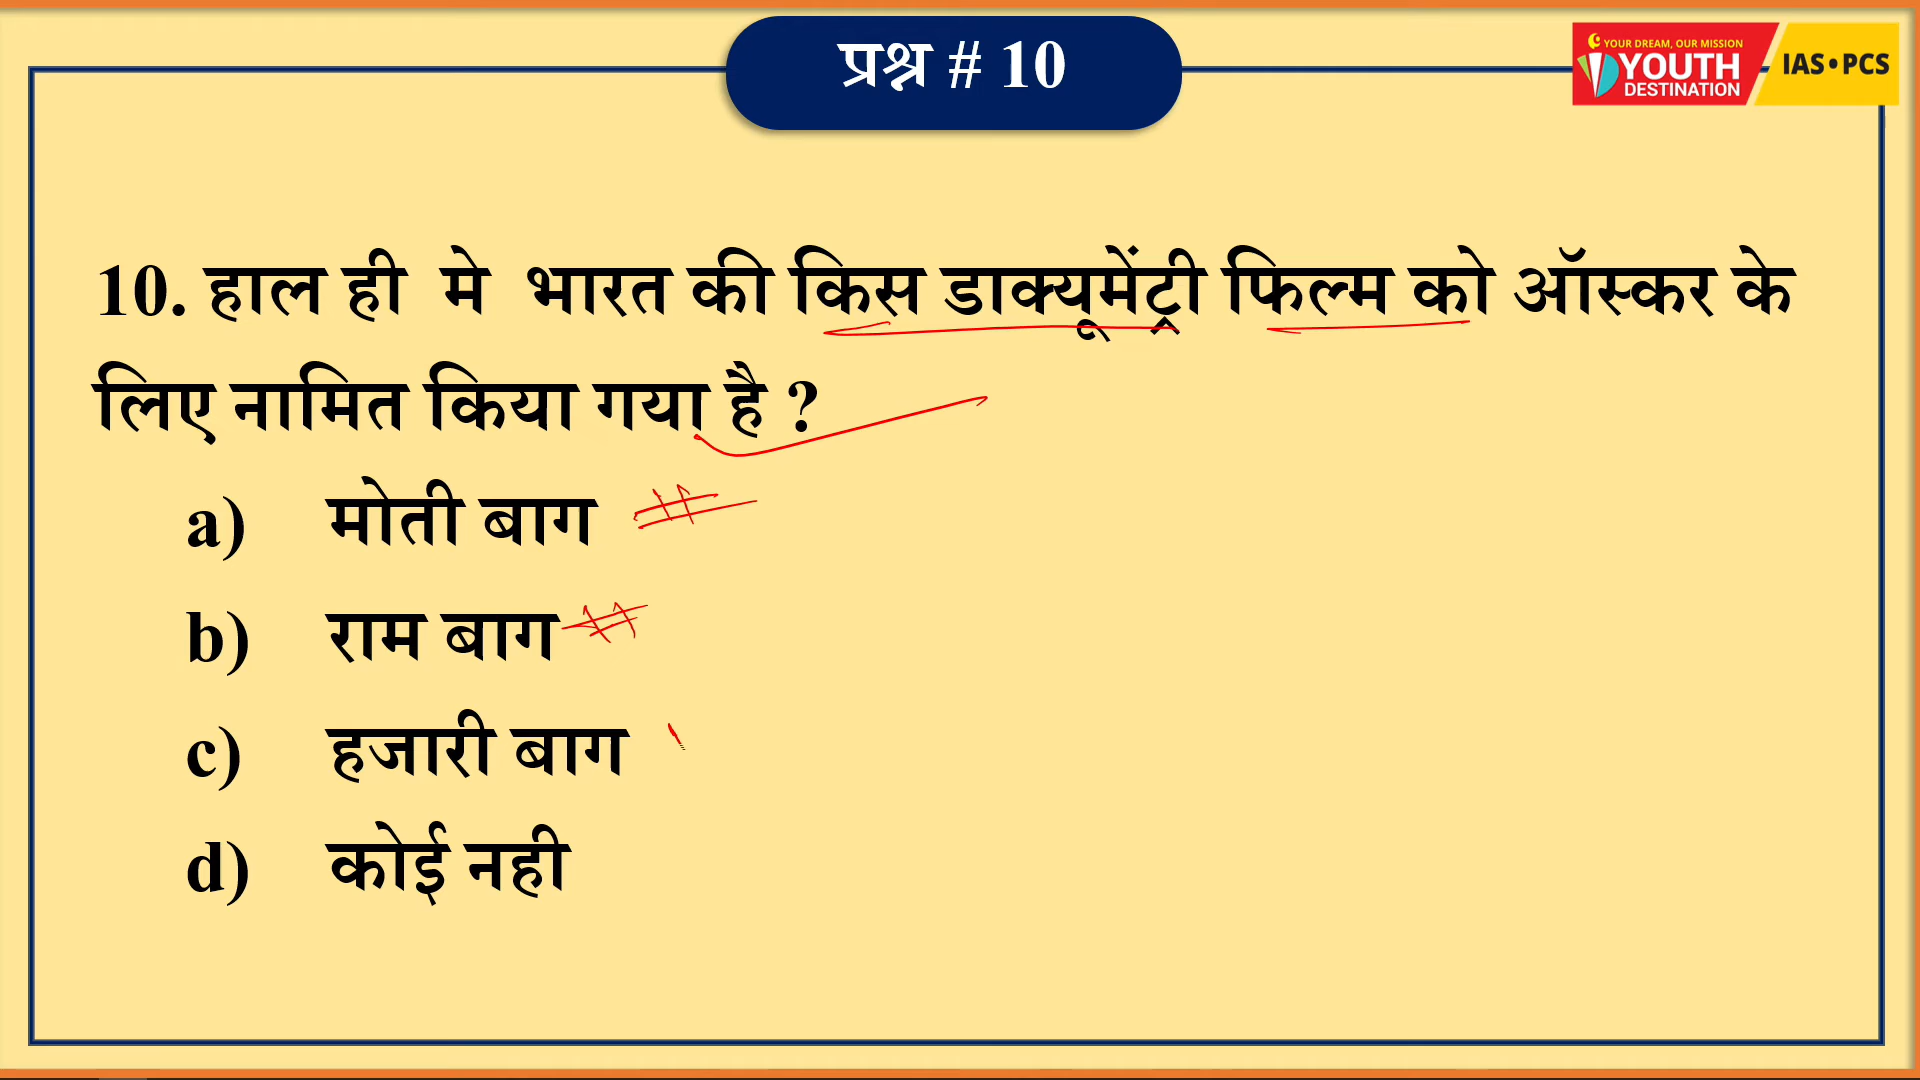 प्रश्न # 10
YOUR DREAM, OUR MISSION
YOUTH
DESTINATION
IAS•PCS
10. हाल ही मे भारत की किस डाक्यूमेंट्री फिल्म को ऑस्कर के
लिए नामित किया गया है ?
a) मोती बाग
b) राम बाग
c) हजारी बाग
d) कोई नही